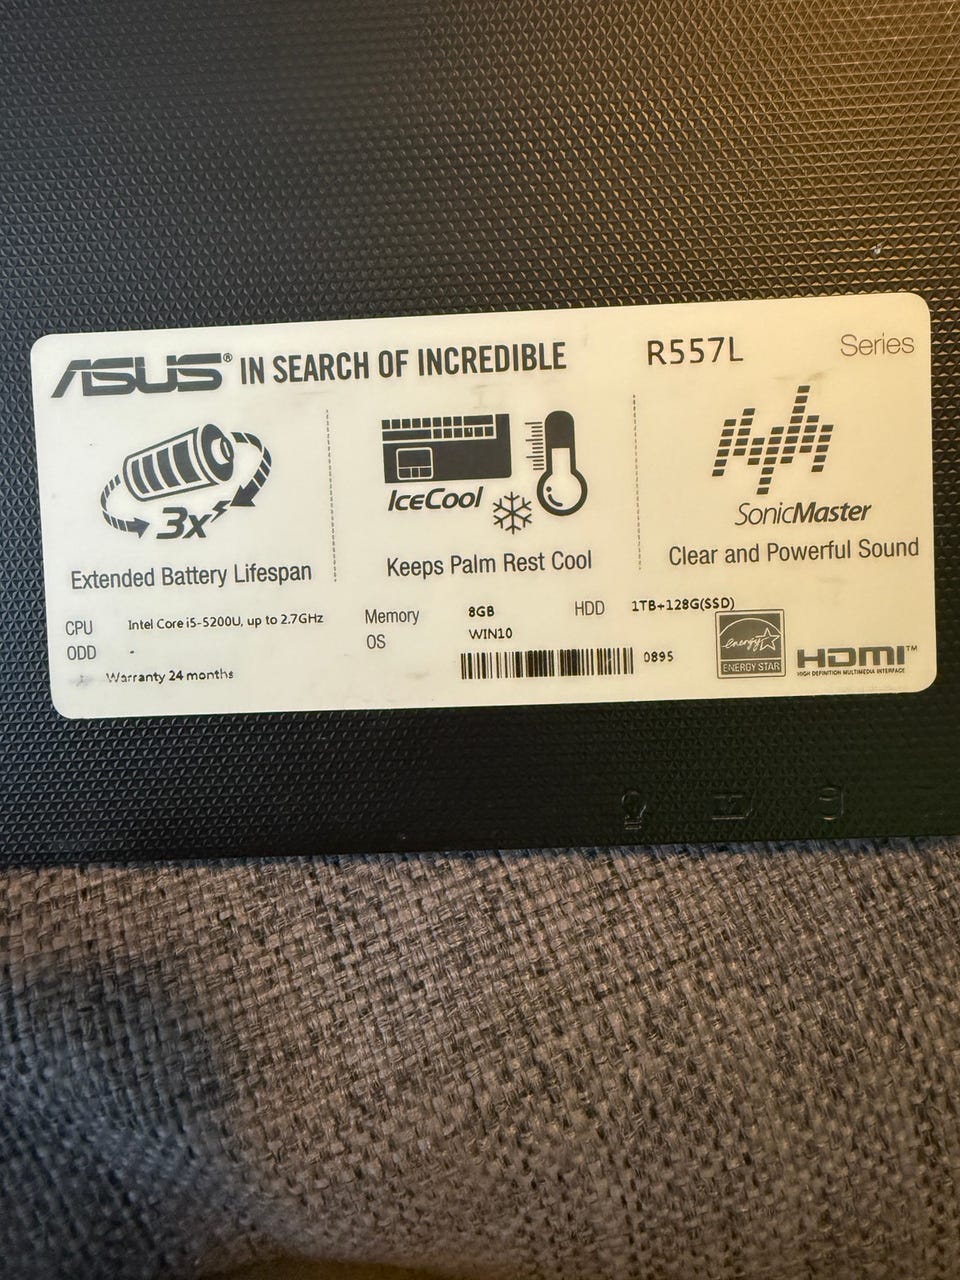 ASUS® IN SEARCH OF INCREDIBLE R557L Series
3x
Extended Battery Lifespan
IceCool
Keeps Palm Rest Cool
SonicMaster
Clear and Powerful Sound
CPU Intel Core i5-5200U, up to 2.7GHz Memory 8GB HDD 1TB+128G(SSD)
ODD - OS WIN10
Warranty 24 months
0895
energy
ENERGY STAR
HDMI™
HIGH DEFINITION MULTIMEDIA INTERFACE